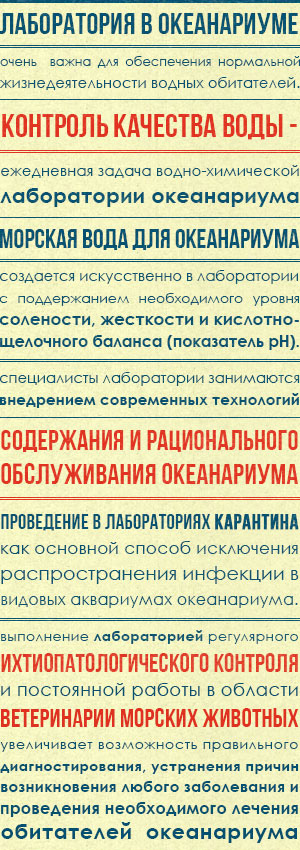 ЛАБОРАТОРИЯ В ОКЕАНАРИУМЕ
очень важна для обеспечения нормальной
жизнедеятельности водных обитателей.
КОНТРОЛЬ КАЧЕСТВА ВОДЫ -
ежедневная задача водно-химической
лаборатории океанариума
МОРСКАЯ ВОДА ДЛЯ ОКЕАНАРИУМА
создается искусственно в лаборатории
с поддержанием необходимого уровня
солености, жесткости и кислотно-
щелочного баланса (показатель рН).
специалисты лаборатории занимаются
внедрением современных технологий
СОДЕРЖАНИЯ И РАЦИОНАЛЬНОГО
ОБСЛУЖИВАНИЯ ОКЕАНАРИУМА
ПРОВЕДЕНИЕ В ЛАБОРАТОРИЯХ КАРАНТИНА
как основной способ исключения
распространения инфекции в
видовых аквариумах океанариума.
выполнение лабораторией регулярного
ИХТИОПАТОЛОГИЧЕСКОГО КОНТРОЛЯ
и постоянной работы в области
ВЕТЕРИНАРИИ МОРСКИХ ЖИВОТНЫХ
увеличивает возможность правильного
диагностирования, устранения причин
возникновения любого заболевания и
проведения необходимого лечения
обитателей океанариума